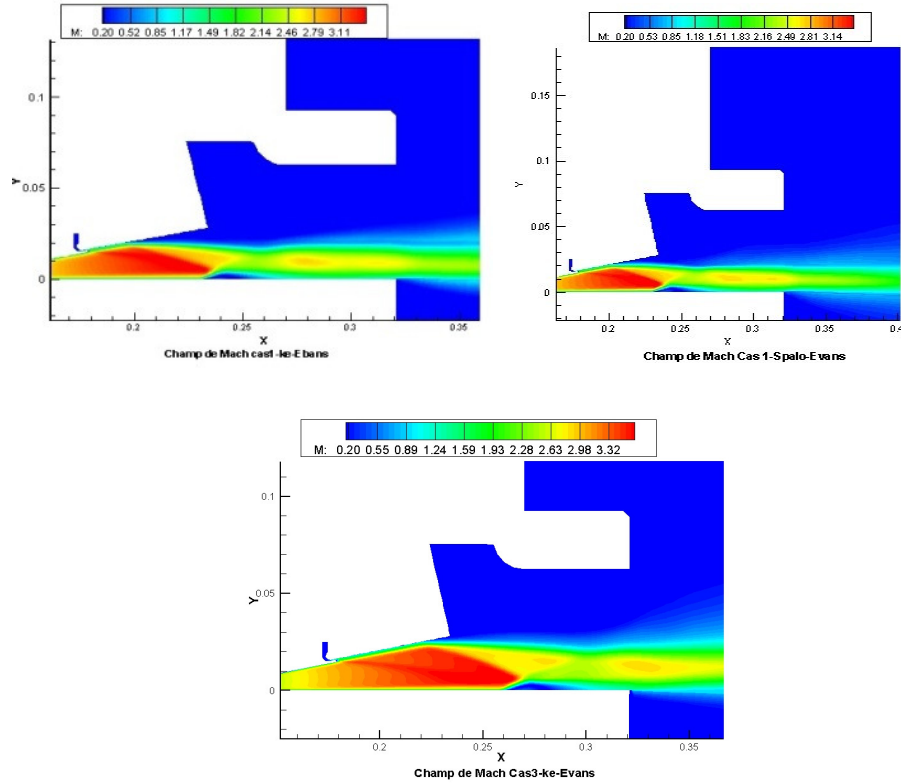 M: 0.20 0.52 0.85 1.17 1.49 1.82 2.14 2.46 2.79 3.11
0.1
Y
0.05
0
0.2 0.25 0.3 0.35
X
Champ de Mach cas1-ke-Ebans
M: 0.20 0.53 0.85 1.18 1.51 1.83 2.16 2.49 2.81 3.14
0.15
0.1
Y
0.05
0
0.2 0.25 0.3 0.35 0.4
X
Champ de Mach Cas 1-Spalo-Evans
M: 0.20 0.55 0.89 1.24 1.59 1.93 2.28 2.63 2.98 3.32
0.1
Y
0.05
0
0.2 0.25 0.3 0.35
X
Champ de Mach Cas3-ke-Evans